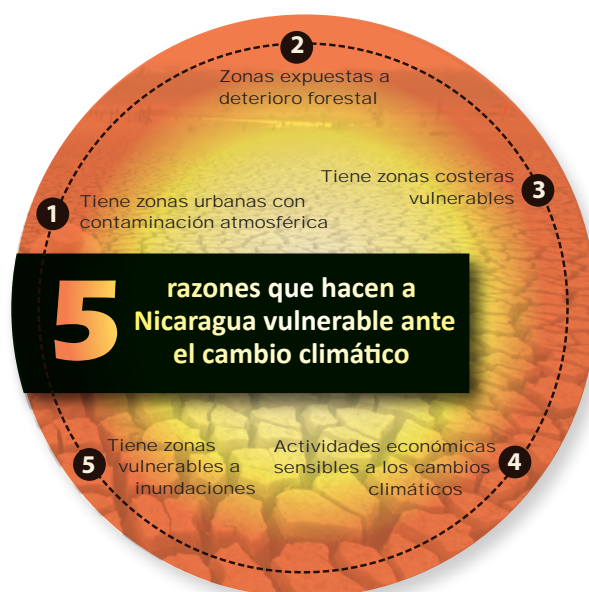 2
Zonas expuestas a
deterioro forestal
Tiene zonas costeras
vulnerables
3
1
Tiene zonas urbanas con
contaminación atmosférica
5
razones que hacen a
Nicaragua vulnerable ante
el cambio climático
5
Tiene zonas
vulnerables a
inundaciones
Actividades económicas
sensibles a los cambios
climáticos
4